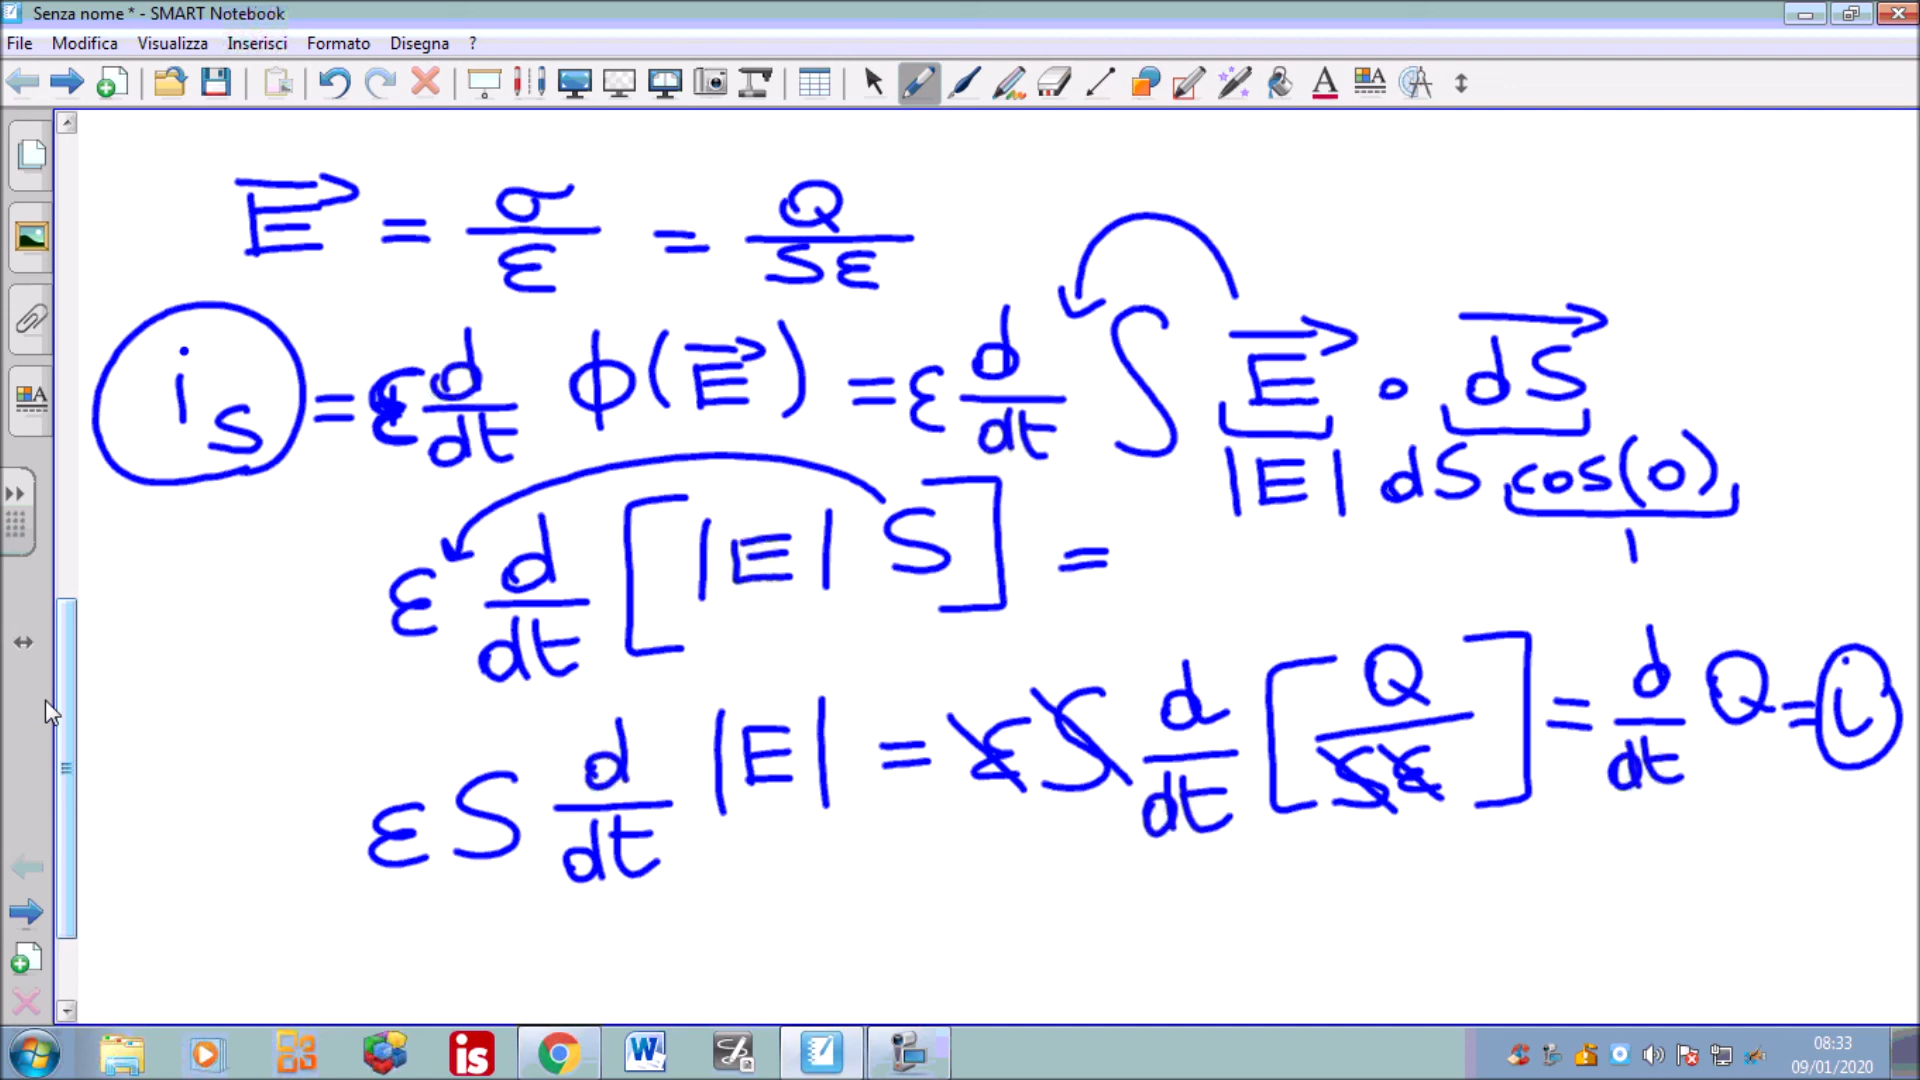 Senza nome * - SMART Notebook
File Modifica Visualizza Inserisci Formato Disegna ?
E⃗ = σ/ε = Q/Sε
i_s = ε d/dt ϕ(E⃗) = ε d/dt ∫ E⃗ • dS⃗
|E| dS cos(0)
1
ε d/dt [|E| S] =
ε S d/dt |E| = ε S d/dt [Q/Sε] = d/dt Q = i
is
W
08:33
09/01/2020